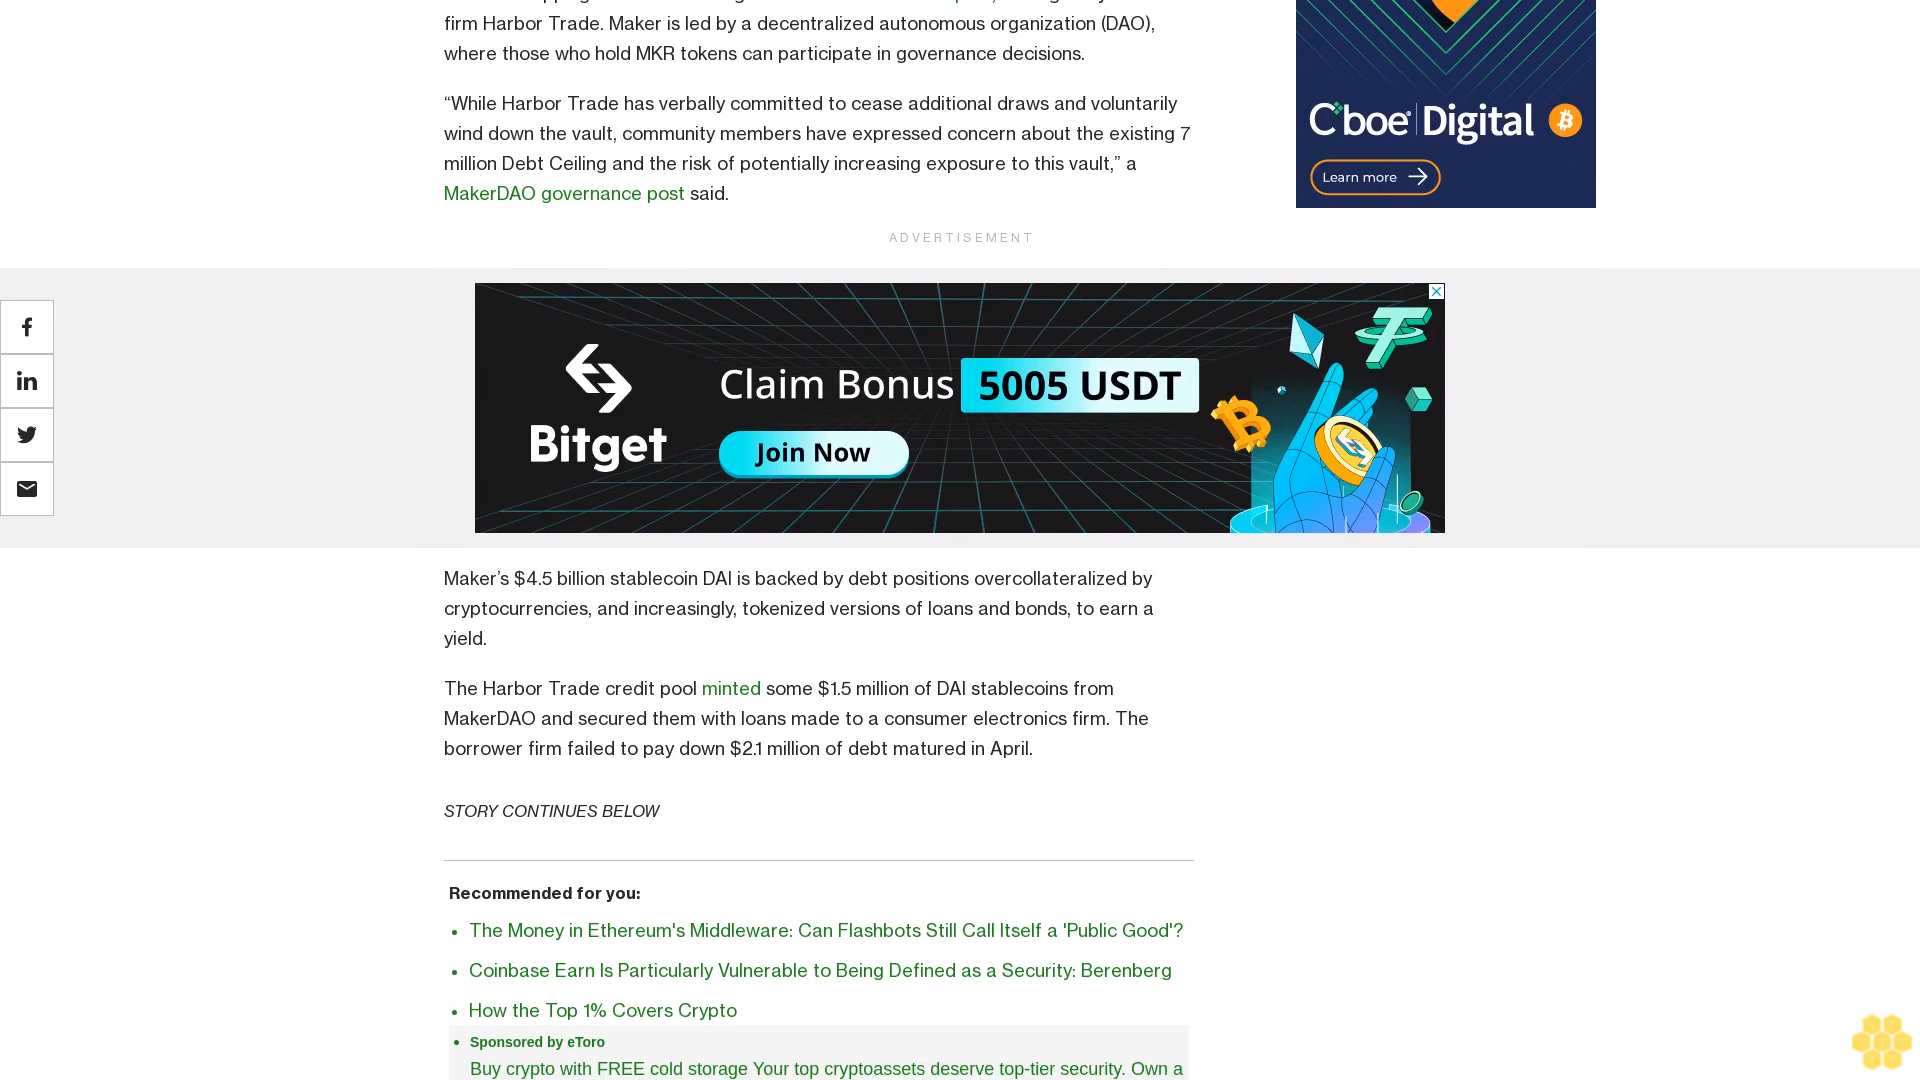 firm Harbor Trade. Maker is led by a decentralized autonomous organization (DAO),
where those who hold MKR tokens can participate in governance decisions.
“While Harbor Trade has verbally committed to cease additional draws and voluntarily
wind down the vault, community members have expressed concern about the existing 7
million Debt Ceiling and the risk of potentially increasing exposure to this vault,” a
MakerDAO governance post said.
Cboe Digital
Learn more
ADVERTISEMENT
Bitget
Claim Bonus 5005 USDT
Join Now
Maker’s $4.5 billion stablecoin DAI is backed by debt positions overcollateralized by
cryptocurrencies, and increasingly, tokenized versions of loans and bonds, to earn a
yield.
The Harbor Trade credit pool minted some $1.5 million of DAI stablecoins from
MakerDAO and secured them with loans made to a consumer electronics firm. The
borrower firm failed to pay down $2.1 million of debt matured in April.
STORY CONTINUES BELOW
Recommended for you:
The Money in Ethereum's Middleware: Can Flashbots Still Call Itself a 'Public Good'?
Coinbase Earn Is Particularly Vulnerable to Being Defined as a Security: Berenberg
How the Top 1% Covers Crypto
Sponsored by eToro
Buy crypto with FREE cold storage Your top cryptoassets deserve top-tier security. Own a